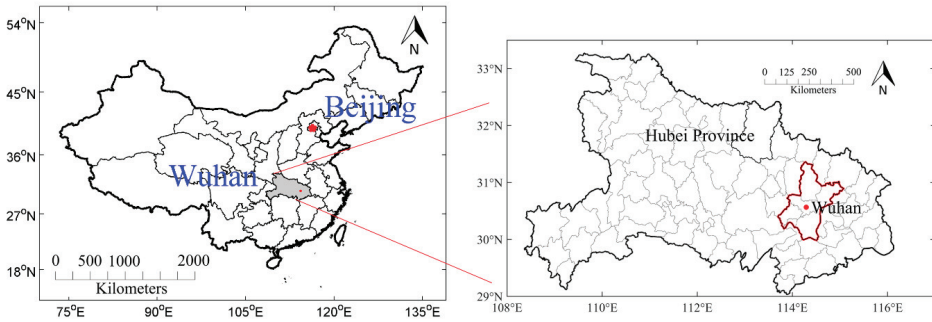 54°N
45°N
36°N
27°N
18°N
N
Beijing
Wuhan
0 500 1000 2000
Kilometers
75°E 90°E 105°E 120°E 135°E
33°N
32°N
31°N
30°N
29°N
0 125 250 500
Kilometers
N
Hubei Province
Wuhan
108°E 110°E 112°E 114°E 116°E